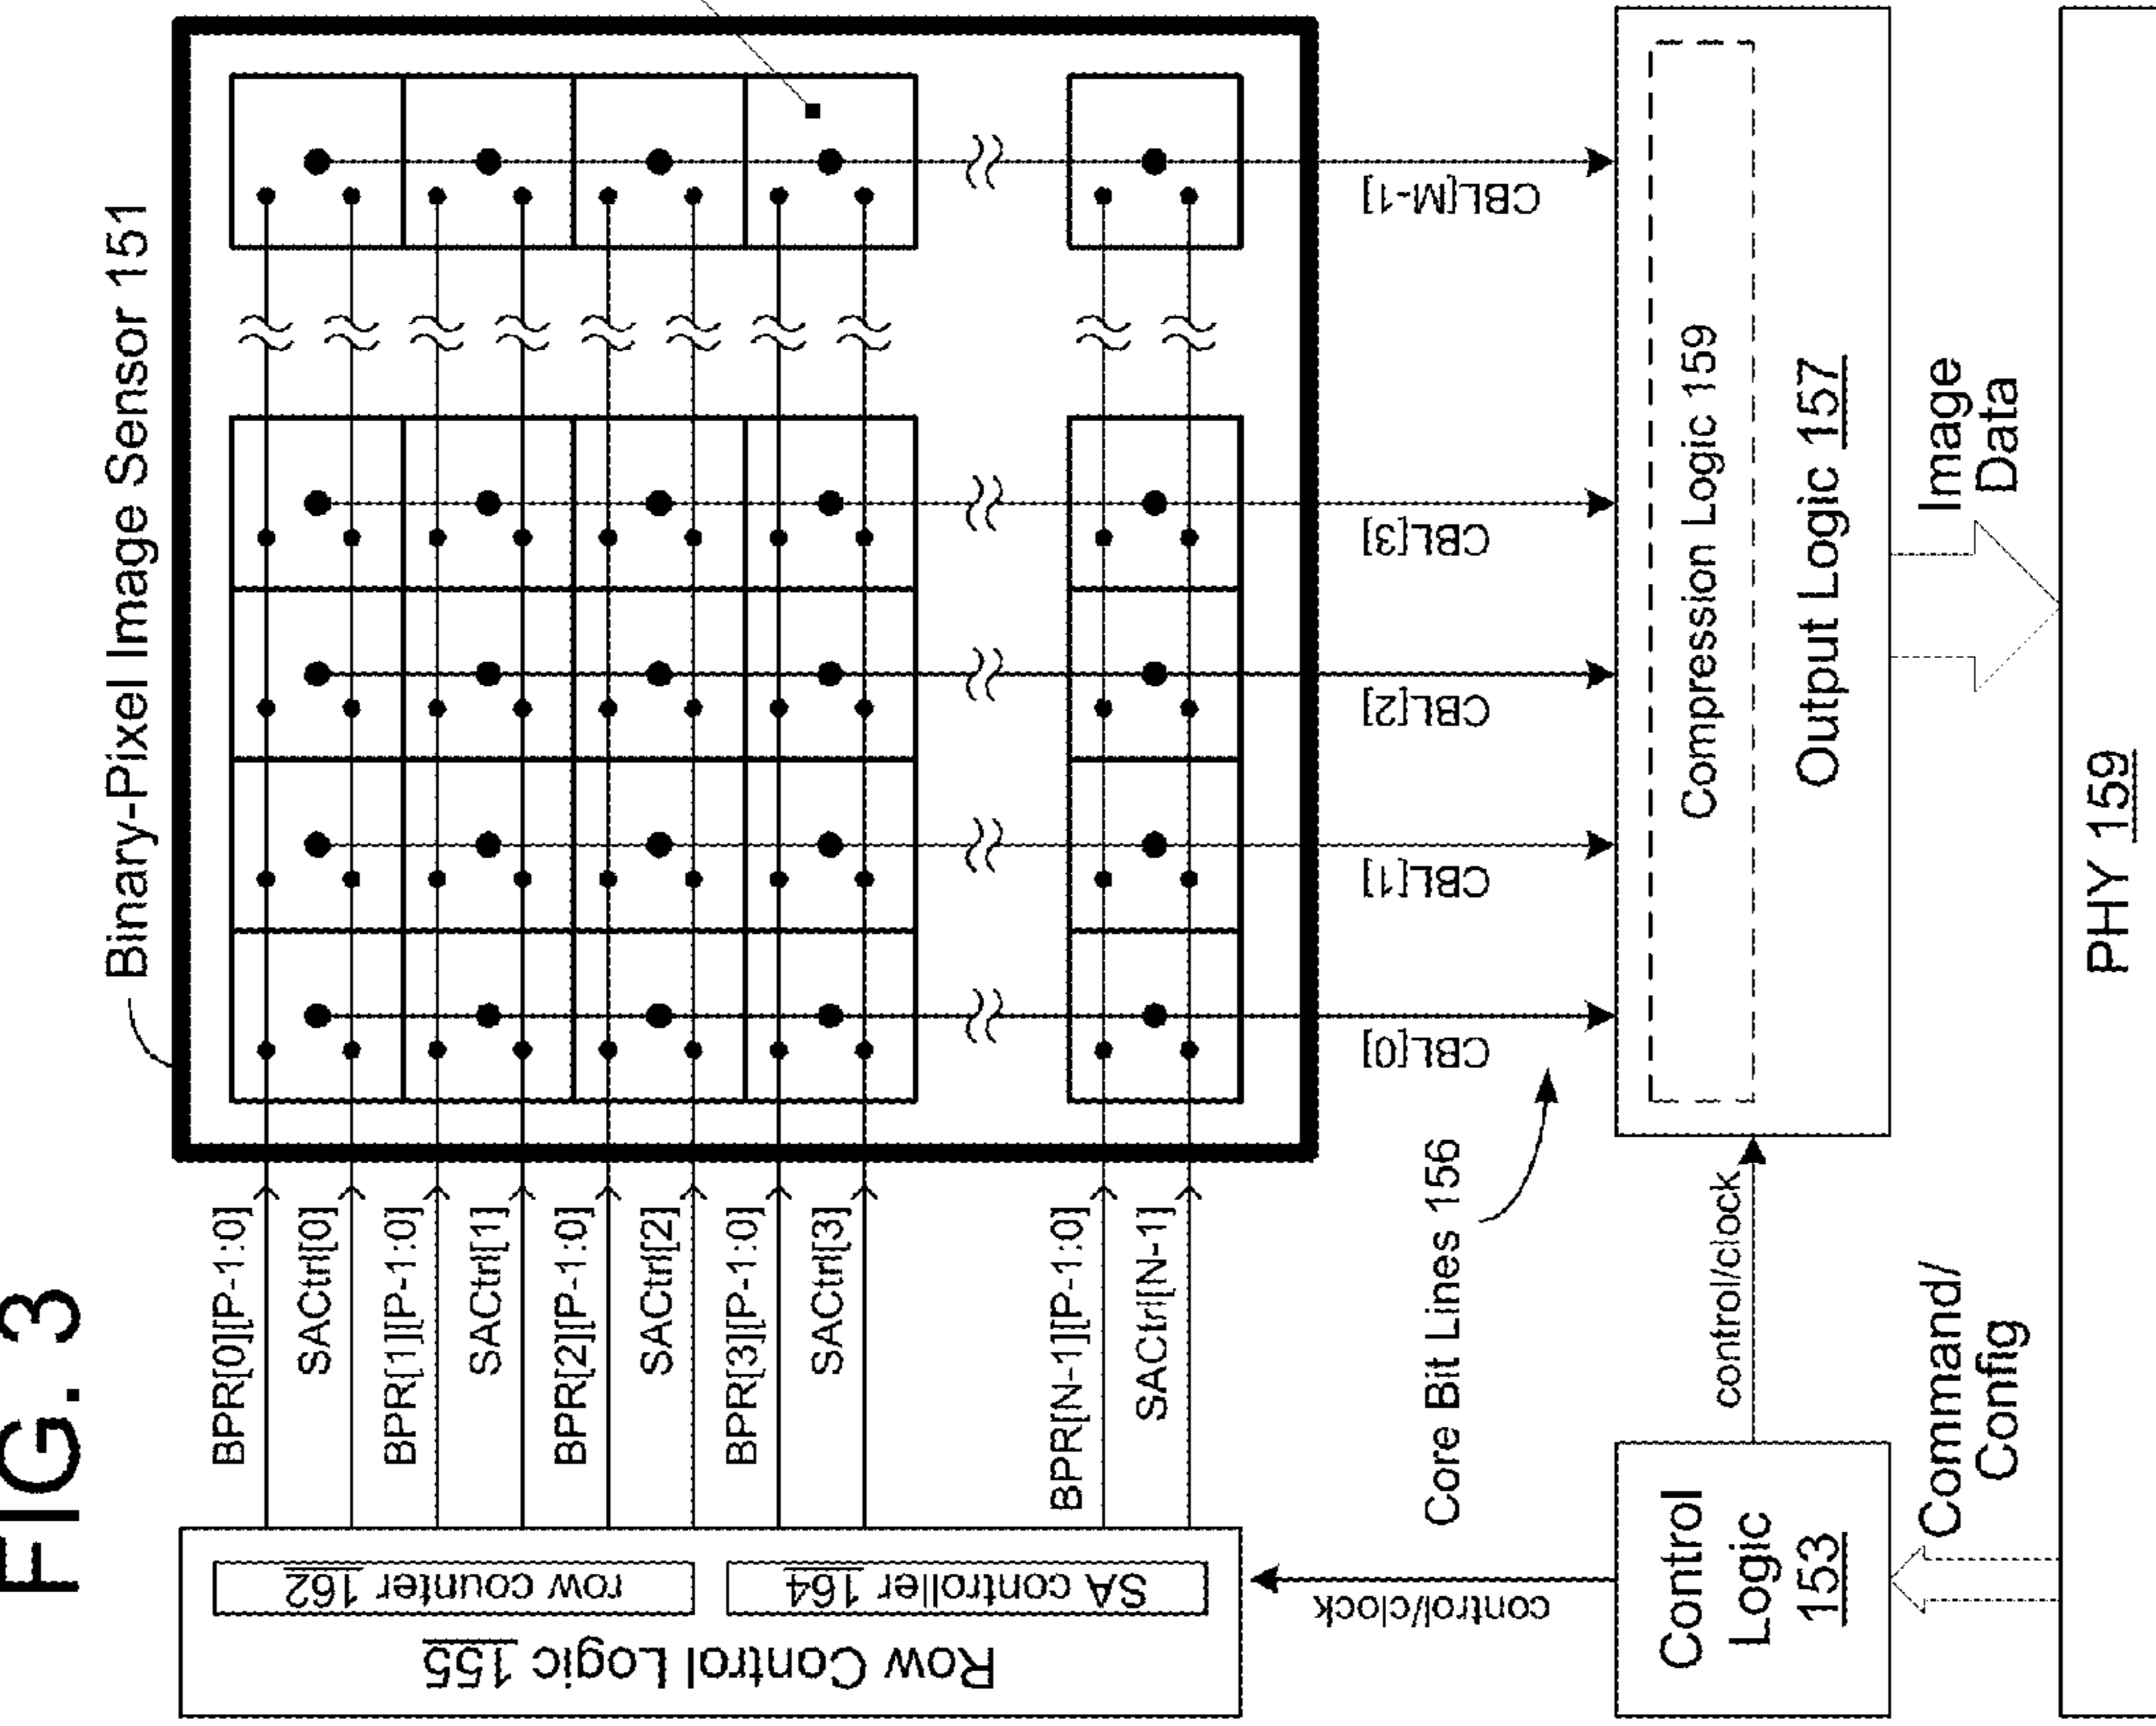 FIG. 3
Binary-Pixel Image Sensor 151
BPR[0][P-1:0]
SACtrl[0]
BPR[1][P-1:0]
SACtrl[1]
BPR[2][P-1:0]
SACtrl[2]
BPR[3][P-1:0]
SACtrl[3]
BPR[N-1][P-1:0]
SACtrl[N-1]
Row Control Logic 155
row counter 162
SA controller 164
CBL[0]
CBL[1]
CBL[2]
CBL[3]
CBL[M-1]
Core Bit Lines 156
control/clock
control/clock
Control
Logic
153
Compression Logic 159
Output Logic 157
Command/
Config
Image
Data
PHY 159